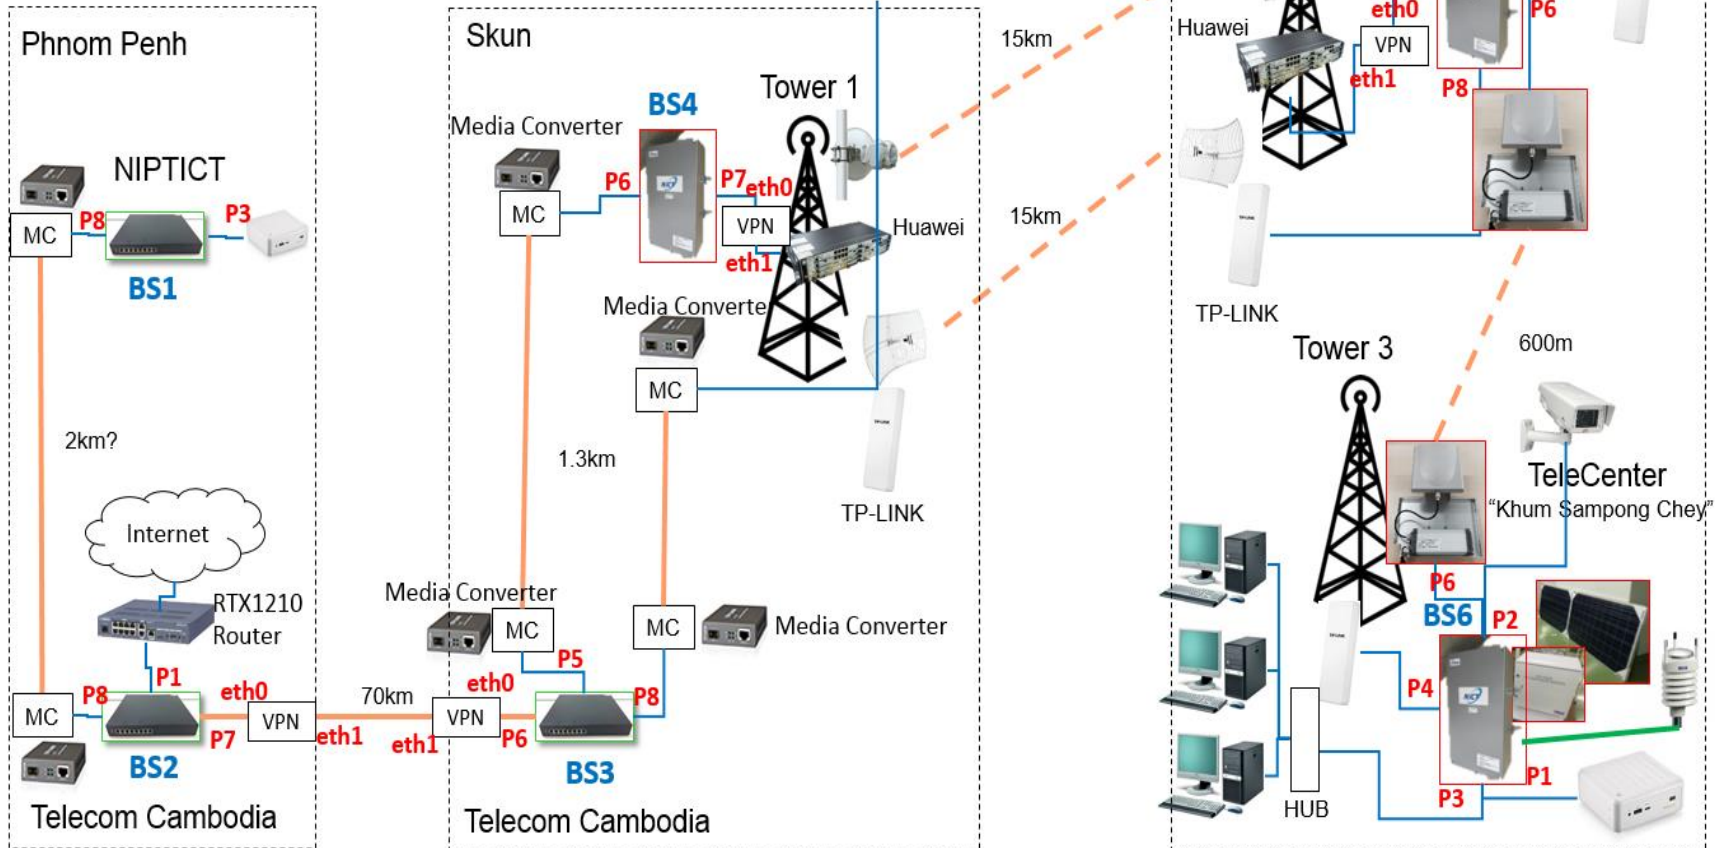 Phnom Penh
NIPTICT
MC
P8
P3
BS1
2km?
Internet
RTX1210
Router
P1
MC
P8
eth0
P7
VPN
eth1
BS2
Telecom Cambodia
70km
Skun
Tower 1
BS4
Media Converter
MC
P6
P7
eth0
VPN
eth1
Huawei
Media Converte
MC
1.3km
TP-LINK
Media Converter
MC
P5
MC
Media Converter
eth0
VPN
eth1
P6
P8
BS3
Telecom Cambodia
15km
15km
Huawei
eth0
VPN
eth1
P6
P8
TP-LINK
600m
Tower 3
TeleCenter
“Khum Sampong Chey”
P6
BS6
P2
P4
P1
P3
HUB